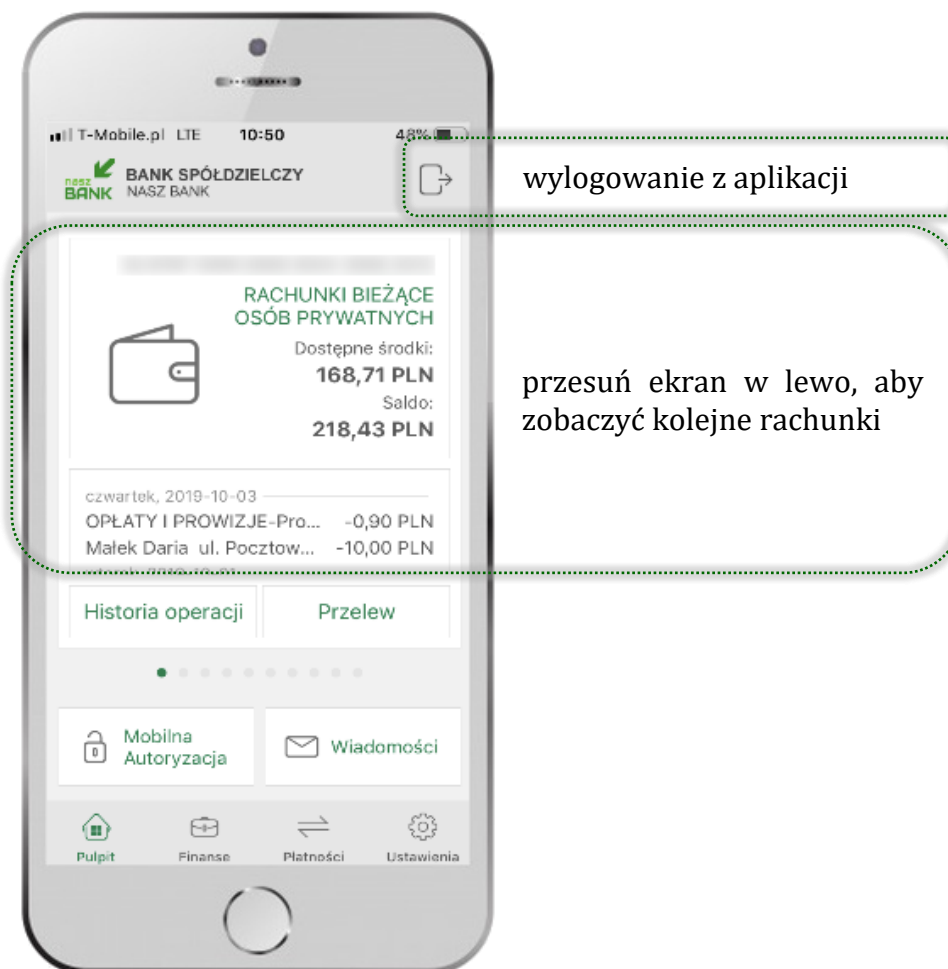 T-Mobile.pl LTE 10:50 48%
nasz BANK
BANK SPÓŁDZIELCZY
NASZ BANK
wylogowanie z aplikacji
RACHUNKI BIEŻĄCE
OSÓB PRYWATNYCH
Dostępne środki:
168,71 PLN
Saldo:
218,43 PLN
przesuń ekran w lewo, aby
zobaczyć kolejne rachunki
czwartek, 2019-10-03
OPŁATY I PROWIZJE-Pro... -0,90 PLN
Małek Daria ul. Pocztow... -10,00 PLN
Historia operacji Przelew
Mobilna
Autoryzacja
Wiadomości
Pulpit Finanse Płatności Ustawienia